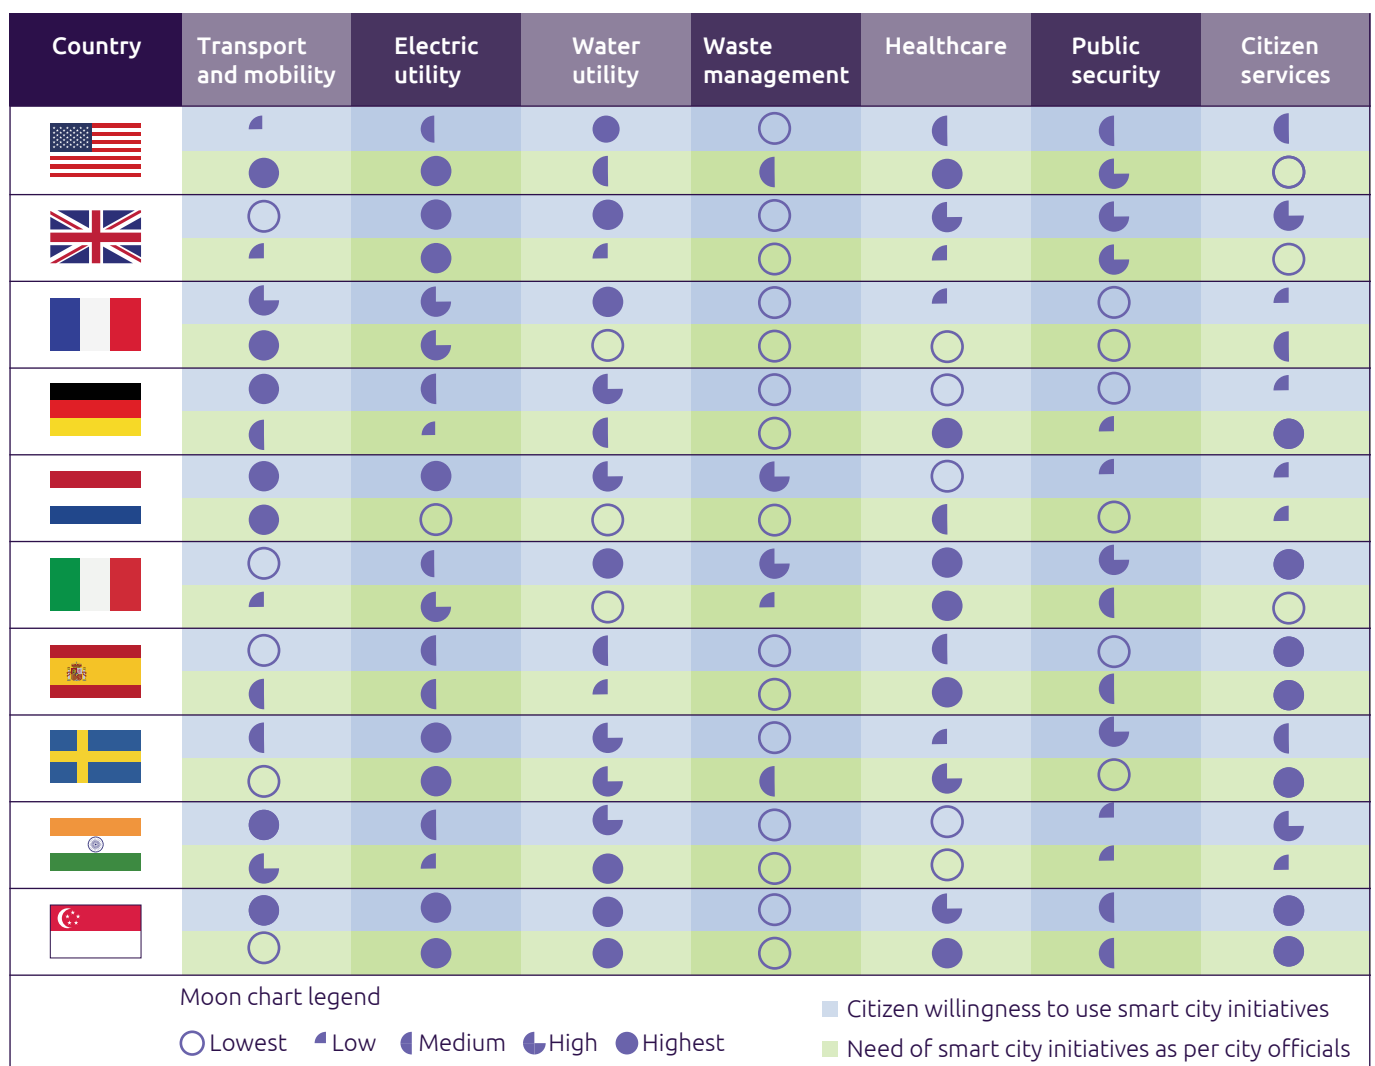 Country
Transport
and mobility
Electric
utility
Water
utility
Waste
management
Healthcare
Public
security
Citizen
services
Moon chart legend
Lowest
Low
Medium
High
Highest
Citizen willingness to use smart city initiatives
Need of smart city initiatives as per city officials